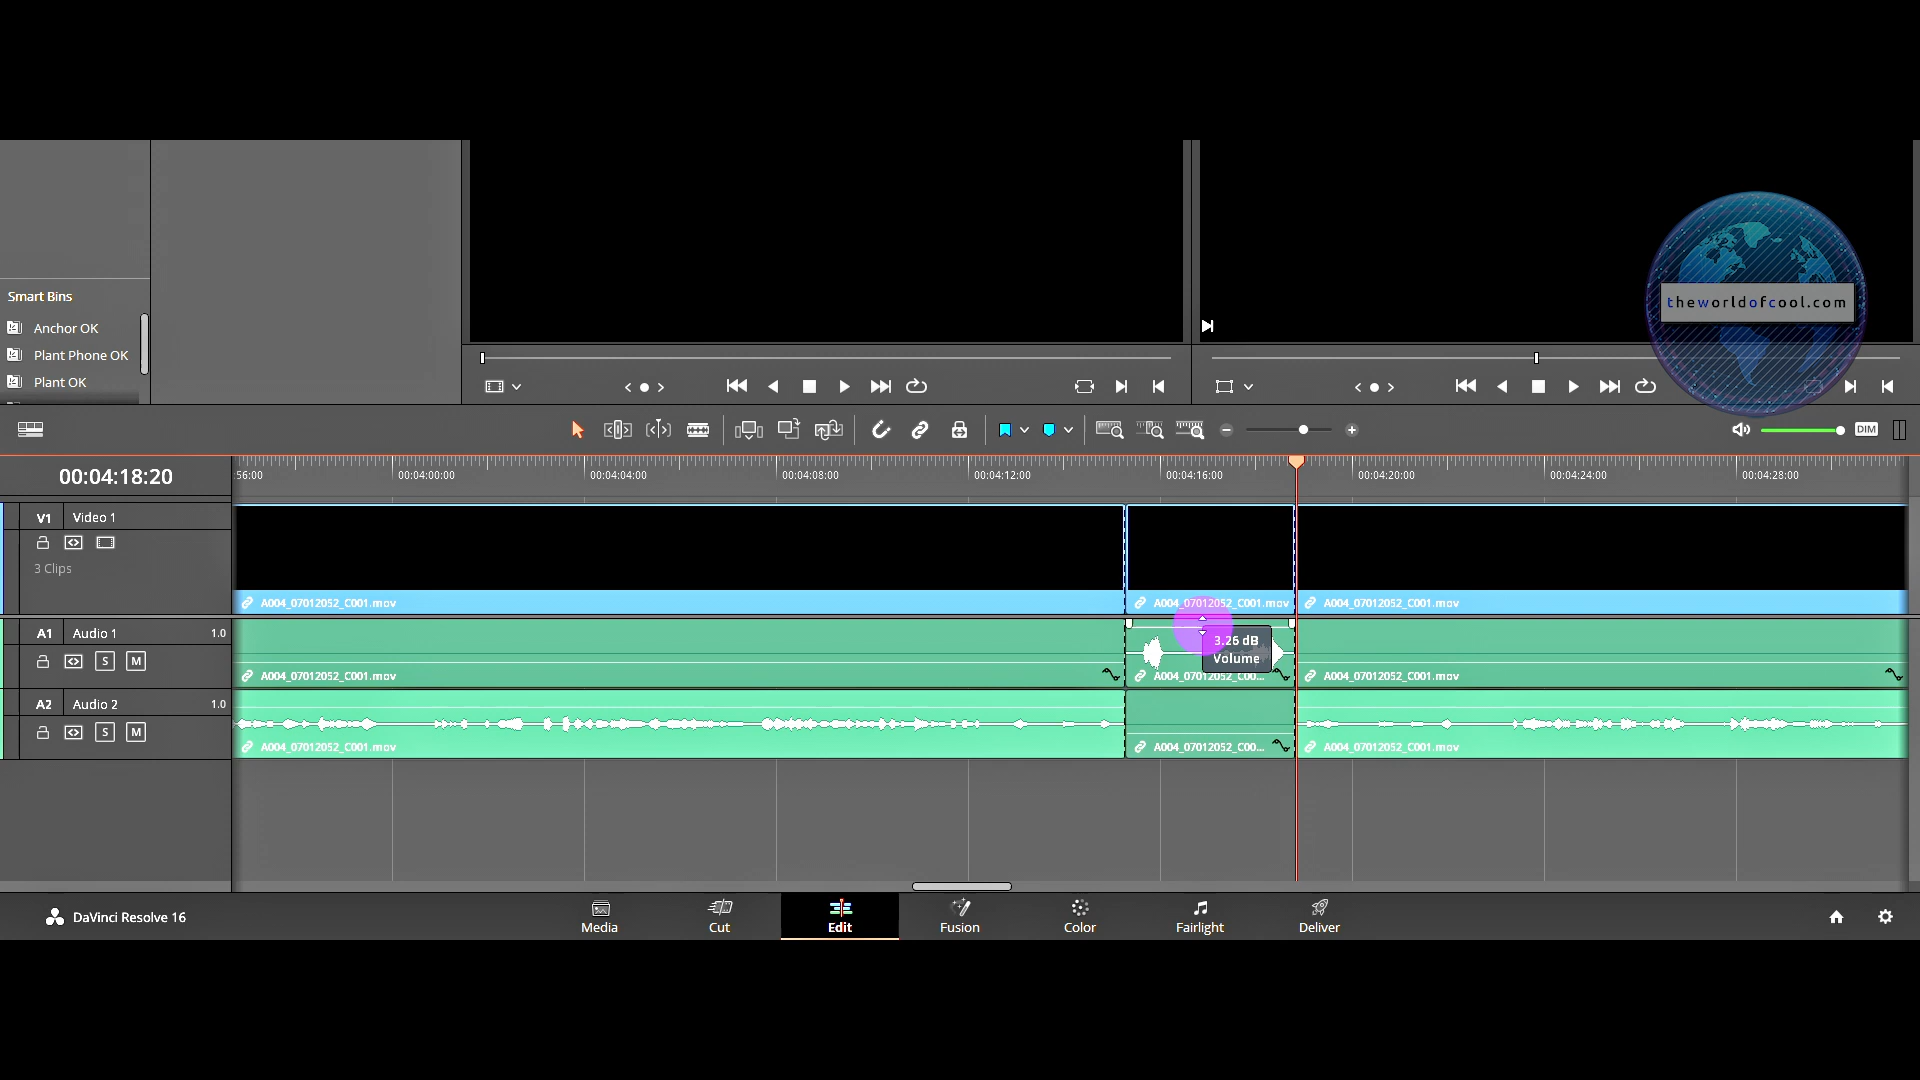 theworldofcool.com
Smart Bins
Anchor OK
Plant Phone OK
Plant OK
DIM
00:04:18:20
:56:00
00:04:00:00
00:04:04:00
00:04:08:00
00:04:12:00
00:04:16:00
00:04:20:00
00:04:24:00
00:04:28:00
V1 Video 1
3 Clips
A004_07012052_C001.mov
A004_07012052_C001.mov
A004_07012052_C001.mov
A1 Audio 1 1.0
S M
3.26 dB
Volume
A004_07012052_C001.mov
A004_07012052_C00...
A004_07012052_C001.mov
A2 Audio 2 1.0
S M
A004_07012052_C001.mov
A004_07012052_C00...
A004_07012052_C001.mov
DaVinci Resolve 16
Media
Cut
Edit
Fusion
Color
Fairlight
Deliver